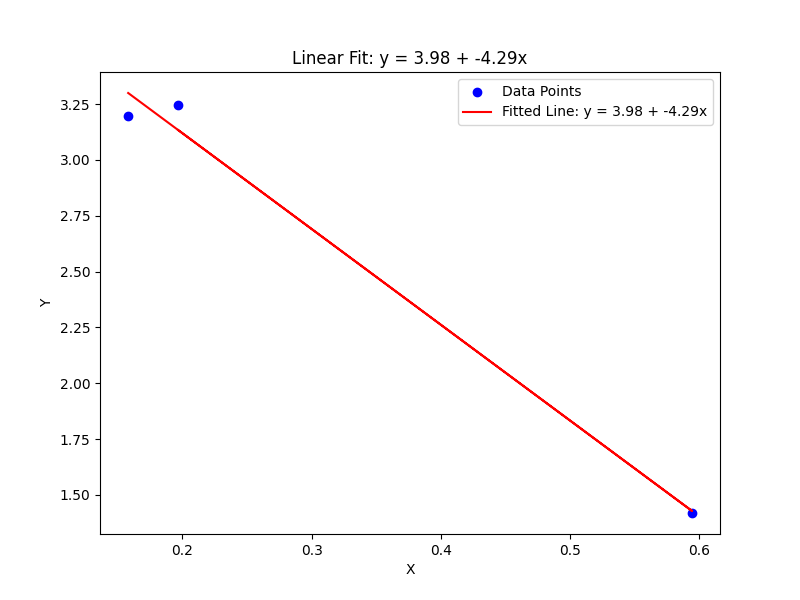 Linear Fit: y = 3.98 + -4.29x
Data Points
Fitted Line: y = 3.98 + -4.29x
3.25
3.00
2.75
2.50
2.25
2.00
1.75
1.50
Y
0.2 0.3 0.4 0.5 0.6
X